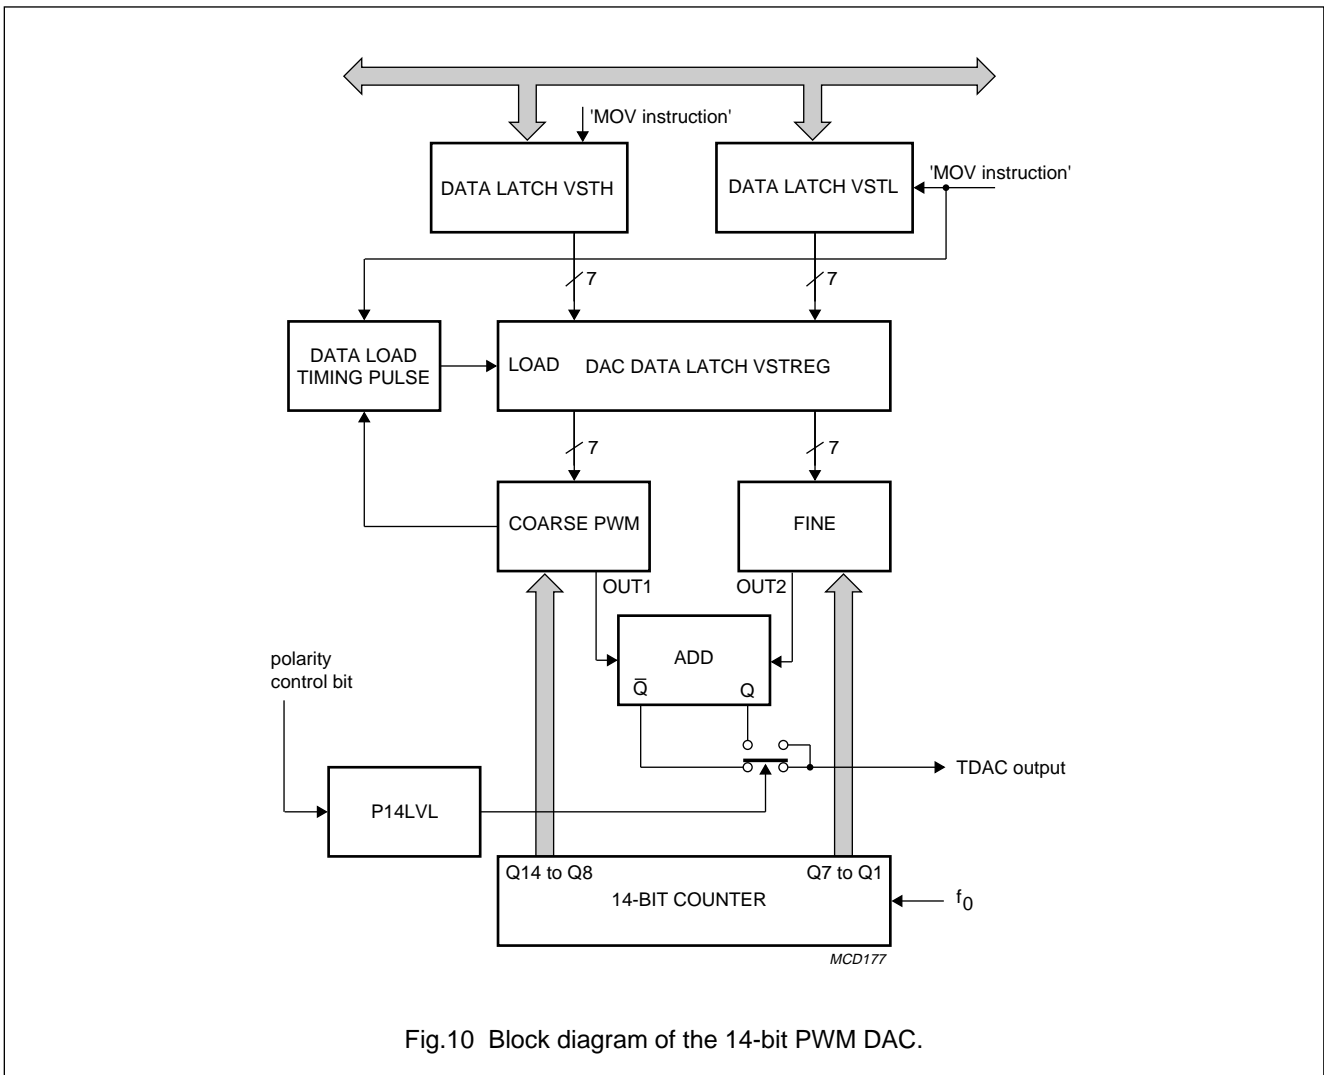 'MOV instruction'
DATA LATCH VSTH
DATA LATCH VSTL
'MOV instruction'
7
7
DATA LOAD
TIMING PULSE
LOAD
DAC DATA LATCH VSTREG
7
7
COARSE PWM
FINE
OUT1
OUT2
ADD
Q̅
Q
polarity
control bit
TDAC output
P14LVL
Q14 to Q8
Q7 to Q1
14-BIT COUNTER
f0
MCD177
Fig.10 Block diagram of the 14-bit PWM DAC.